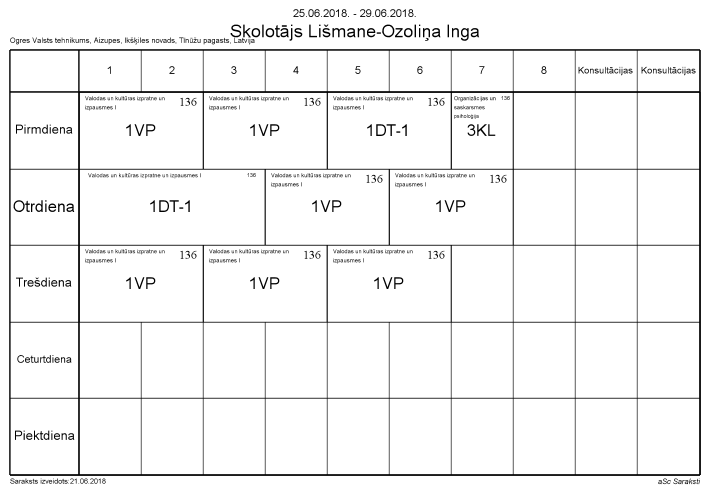 25.06.2018. - 29.06.2018.
Skolotājs Lišmane-Ozoliņa Inga
Ogres Valsts tehnikums, Aizupes, Ikšķiles novads, Tīnūžu pagasts, Latvija
1 2 3 4 5 6 7 8 Konsultācijas Konsultācijas
Pirmdiena
Valodas un kultūras izpratne un
izpausmes I
136
1VP
Valodas un kultūras izpratne un
izpausmes I
136
1VP
Valodas un kultūras izpratne un
izpausmes I
136
1DT-1
Organizācijas un
saskarsmes
psiholoģija
136
3KL
Otrdiena
Valodas un kultūras izpratne un izpausmes I
136
1DT-1
Valodas un kultūras izpratne un
izpausmes I
136
1VP
Valodas un kultūras izpratne un
izpausmes I
136
1VP
Trešdiena
Valodas un kultūras izpratne un
izpausmes I
136
1VP
Valodas un kultūras izpratne un
izpausmes I
136
1VP
Valodas un kultūras izpratne un
izpausmes I
136
1VP
Ceturtdiena
Piektdiena
Saraksts izveidots:21.06.2018
aSc Saraksti